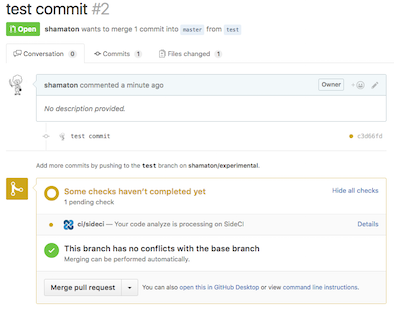 test commit #2
Open shamaton wants to merge 1 commit into master from test
Conversation 0 Commits 1 Files changed 1
shamaton commented a minute ago Owner
No description provided.
test commit c3d66fd
Add more commits by pushing to the test branch on shamaton/experimental.
Some checks haven't completed yet Hide all checks
1 pending check
ci/sideci — Your code analyze is processing on SideCI Details
This branch has no conflicts with the base branch
Merging can be performed automatically.
Merge pull request You can also open this in GitHub Desktop or view command line instructions.